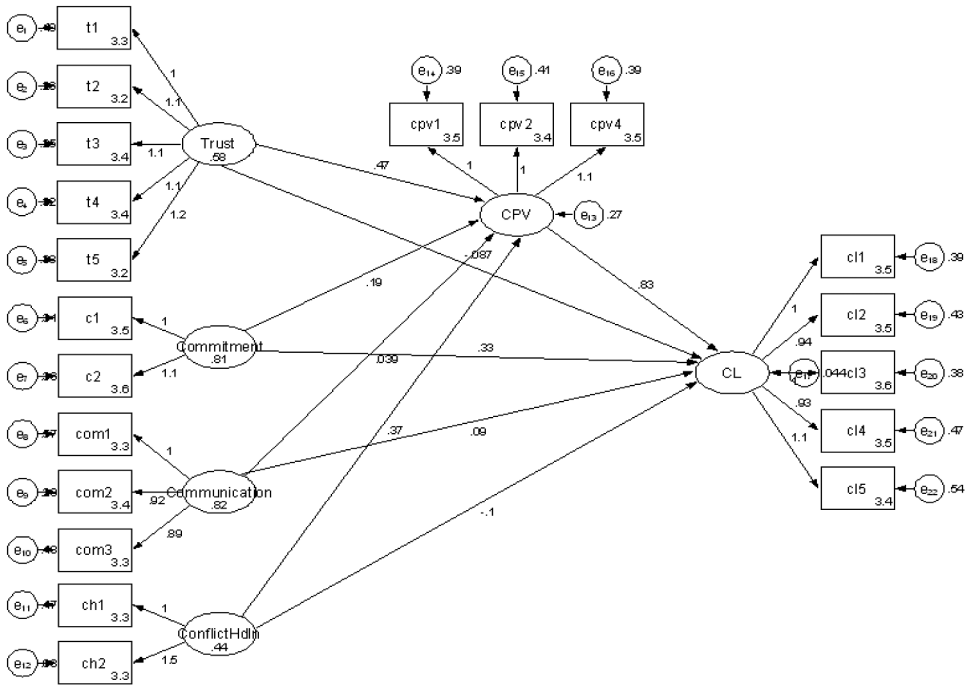 e1
t1
3.3
e2
t2
3.2
e3
t3
3.4
e4
t4
3.4
e5
t5
3.2
1
1.1
1.1
1.1
1.2
Trust
.58
e6
c1
3.5
e7
c2
3.6
1
1.1
Commitment
.81
e8
com1
3.3
e9
com2
3.4
e10
com3
3.3
1
.92
.89
Communication
.82
e11
ch1
3.3
e12
ch2
3.3
1
1.5
ConflictHdln
.44
e14 .39
e15 .41
e16 .39
cpv1
3.5
cpv2
3.4
cpv4
3.5
1
1
1.1
CPV
e13 .27
.47
-.087
.19
.33
.039
.37
.09
-.1
.83
CL
e17 .044
1
.94
1
.93
1.1
cl1
3.5
e18 .39
cl2
3.5
e19 .43
cl3
3.6
e20 .38
cl4
3.5
e21 .47
cl5
3.4
e22 .54